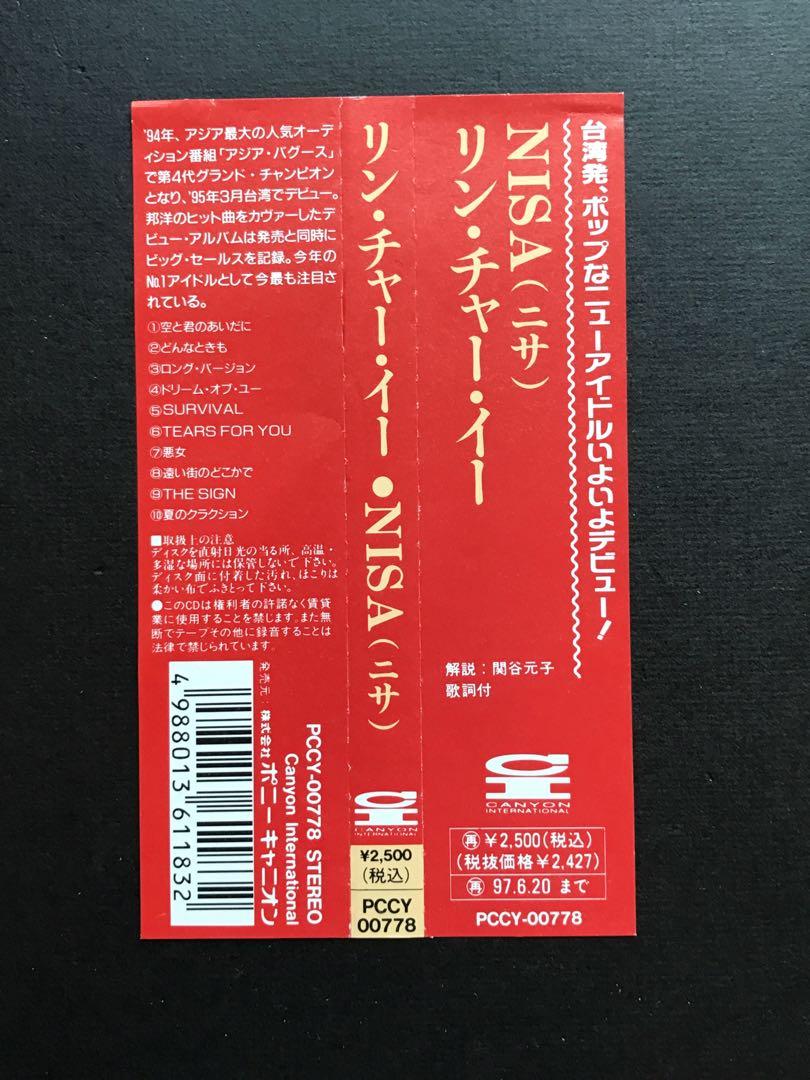 台湾発、ポップなニューアイドルいよいよデビュー!
NISA(ニサ)
リン・チャー・イー
解説:関谷元子
歌詞付
CANYON
INTERNATIONAL
再 ¥2,500(税込)
(税抜価格¥2,427)
再 97.6.20 まで
PCCY-00778
リン・チャー・イー●NISA(ニサ)
CANYON
INTERNATIONAL
¥2,500
(税込)
PCCY
00778
'94年、アジア最大の人気オーデ
ィション番組「アジア・バグース」
で第4代グランド・チャンピオン
となり、'95年3月台湾でデビュー。
邦洋のヒット曲をカヴァーしたデ
ビュー・アルバムは発売と同時に
ビッグ・セールスを記録。今年の
No.1アイドルとして今最も注目さ
れている。
①空と君のあいだに
②どんなときも
③ロング・バージョン
④ドリーム・オブ・ユー
⑤SURVIVAL
⑥TEARS FOR YOU
⑦悪女
⑧遠い街のどこかで
⑨THE SIGN
⑩夏のクラクション
■取扱上の注意
ディスクを直射日光の当る所、高温・
多湿な場所には保管しないで下さい。
ディスク面に付着した汚れ、ほこりは
柔かい布でふきとって下さい。
●このCDは権利者の許諾なく賃貸
業に使用することを禁じます。また無
断でテープその他に録音することは
法律で禁じられています。
PCCY-00778 STEREO
Canyon International
発売元:株式会社 ポニーキャニオン
4 988013 611832